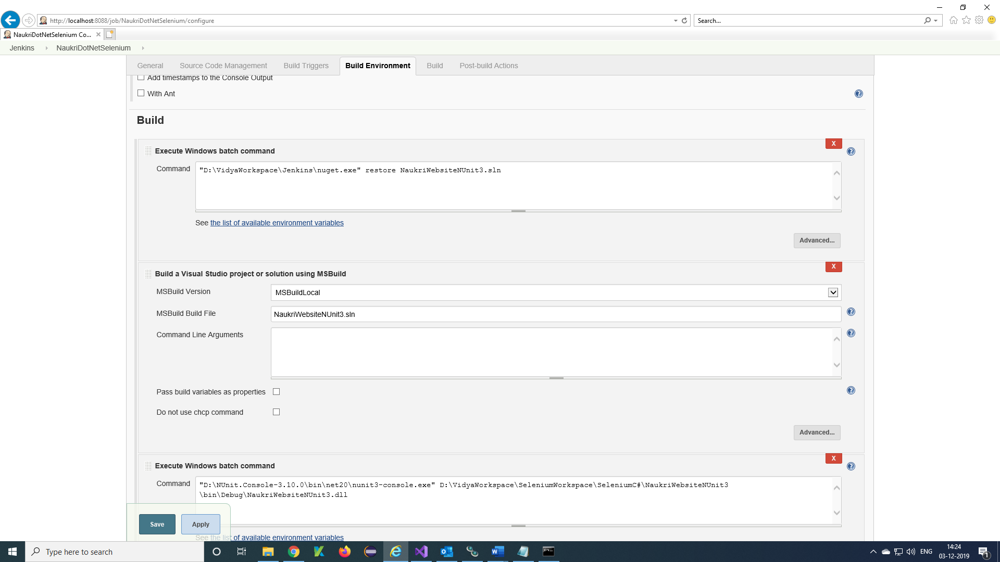 http://localhost:8088/job/NaukriDotNetSelenium/configure
Search...
NaukriDotNetSelenium Co...
Jenkins
NaukriDotNetSelenium
General
Source Code Management
Build Triggers
Build Environment
Build
Post-build Actions
Add timestamps to the Console Output
With Ant
Build
X
Execute Windows batch command
Command
"D:\VidyaWorkspace\Jenkins\nuget.exe" restore NaukriWebsiteNUnit3.sln
See the list of available environment variables
Advanced...
X
Build a Visual Studio project or solution using MSBuild
MSBuild Version
MSBuildLocal
MSBuild Build File
NaukriWebsiteNUnit3.sln
Command Line Arguments
Pass build variables as properties
Do not use chcp command
Advanced...
X
Execute Windows batch command
Command
"D:\NUnit.Console-3.10.0\bin\net20\nunit3-console.exe" D:\VidyaWorkspace\SeleniumWorkspace\SeleniumC#\NaukriWebsiteNUnit3
\bin\Debug\NaukriWebsiteNUnit3.dll
Save
Apply
See the list of available environment variables
Type here to search
ENG
14:24
03-12-2019
1